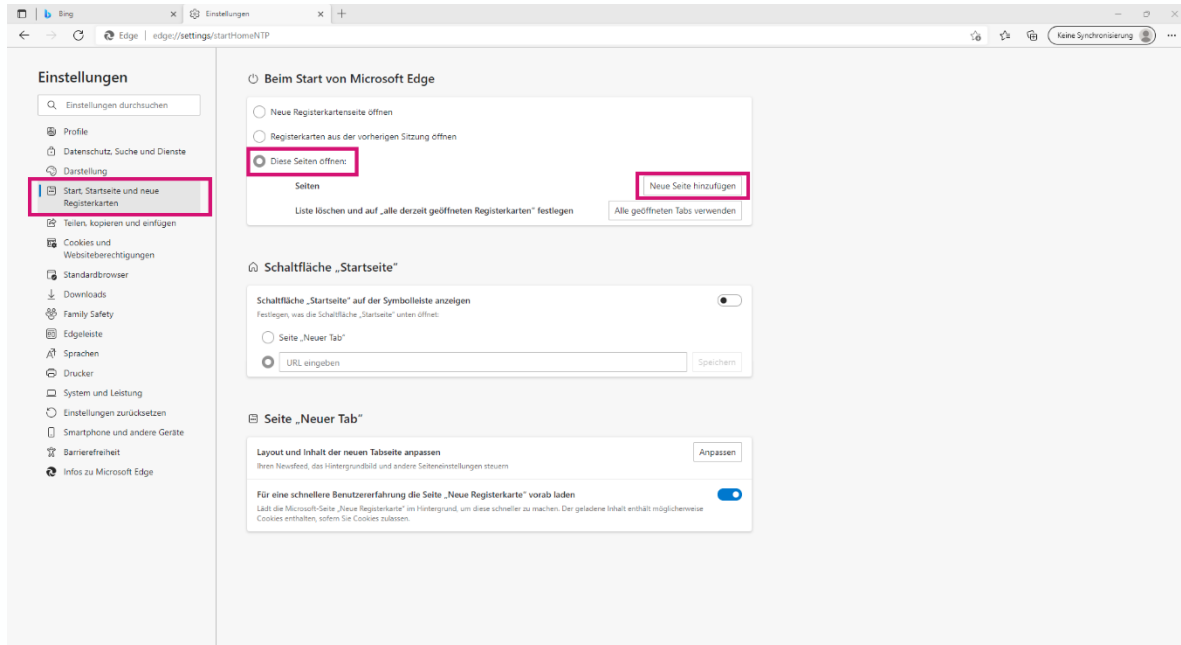 Bing
Einstellungen
Edge | edge://settings/startHomeNTP
Keine Synchronisierung
Einstellungen
Einstellungen durchsuchen
Profile
Datenschutz, Suche und Dienste
Darstellung
Start, Startseite und neue
Registerkarten
Teilen, kopieren und einfügen
Cookies und
Websiteberechtigungen
Standardbrowser
Downloads
Family Safety
Edgeleiste
Sprachen
Drucker
System und Leistung
Einstellungen zurücksetzen
Smartphone und andere Geräte
Barrierefreiheit
Infos zu Microsoft Edge
Beim Start von Microsoft Edge
Neue Registerkartenseite öffnen
Registerkarten aus der vorherigen Sitzung öffnen
Diese Seiten öffnen:
Seiten
Neue Seite hinzufügen
Liste löschen und auf „alle derzeit geöffneten Registerkarten“ festlegen
Alle geöffneten Tabs verwenden
Schaltfläche „Startseite“
Schaltfläche „Startseite“ auf der Symbolleiste anzeigen
Festlegen, was die Schaltfläche „Startseite“ unten öffnet:
Seite „Neuer Tab“
URL eingeben
Speichern
Seite „Neuer Tab“
Layout und Inhalt der neuen Tabseite anpassen
Anpassen
Ihren Newsfeed, das Hintergrundbild und andere Seiteneinstellungen steuern
Für eine schnellere Benutzererfahrung die Seite „Neue Registerkarte“ vorab laden
Lädt die Microsoft-Seite „Neue Registerkarte“ im Hintergrund, um diese schneller zu machen. Der geladene Inhalt enthält möglicherweise
Cookies enthalten, sofern Sie Cookies zulassen.